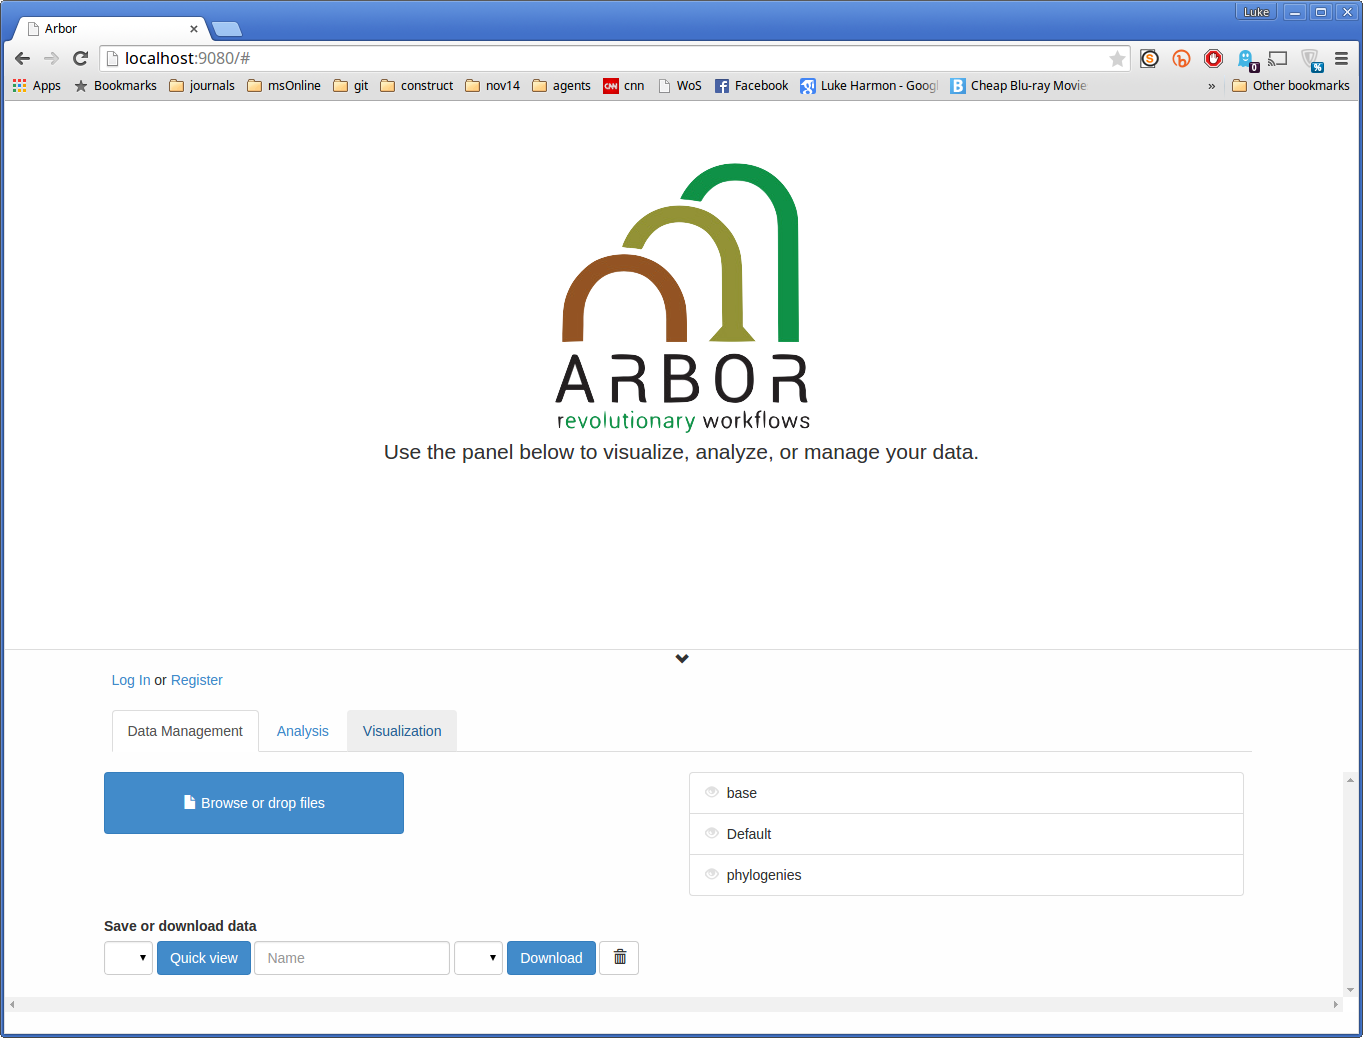 Luke
Arbor
localhost:9080/#
Apps Bookmarks journals msOnline git construct nov14 agents cnn WoS Facebook Luke Harmon - Goog Cheap Blu-ray Movie » Other bookmarks
ARBOR
revolutionary workflows
Use the panel below to visualize, analyze, or manage your data.
Log In or Register
Data Management Analysis Visualization
Browse or drop files
base
Default
phylogenies
Save or download data
Quick view Name Download